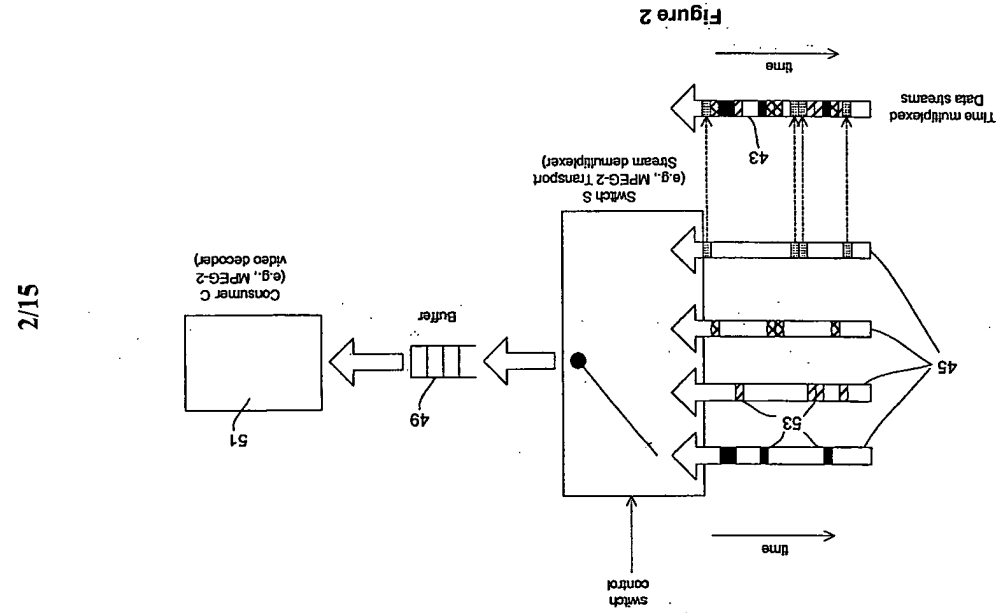 2/15
switch
control
time
53
45
51
49
Buffer
Consumer C
(e.g., MPEG-2
video decoder)
Switch S
(e.g., MPEG-2 Transport
Stream demultiplexer)
43
Time multiplexed
Data streams
time
Figure 2